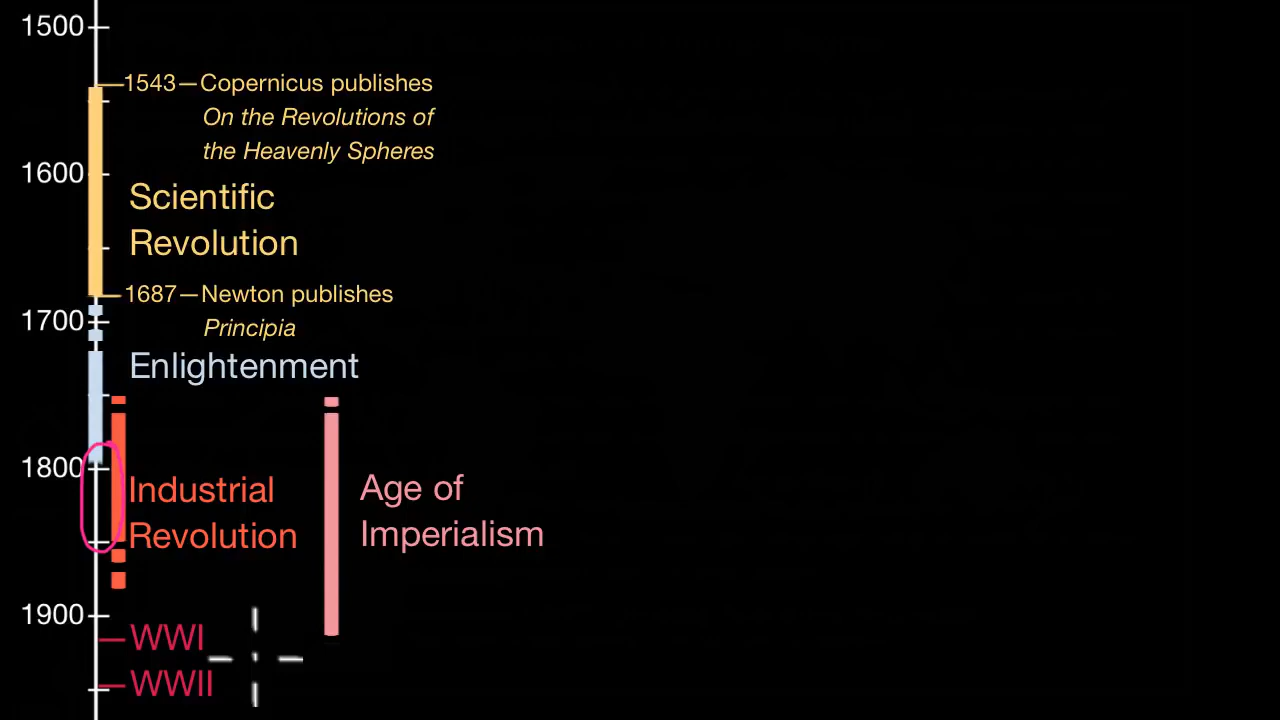 1500
1543—Copernicus publishes
On the Revolutions of
the Heavenly Spheres
1600
Scientific
Revolution
1687—Newton publishes
1700
Principia
Enlightenment
1800
Industrial
Revolution
Age of
Imperialism
1900
WWI
WWII